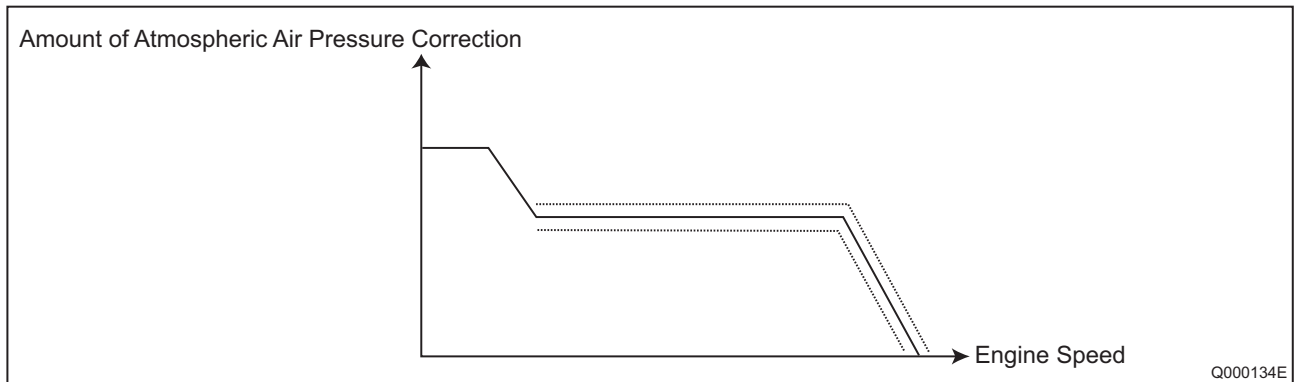 Amount of Atmospheric Air Pressure Correction
Engine Speed
Q000134E